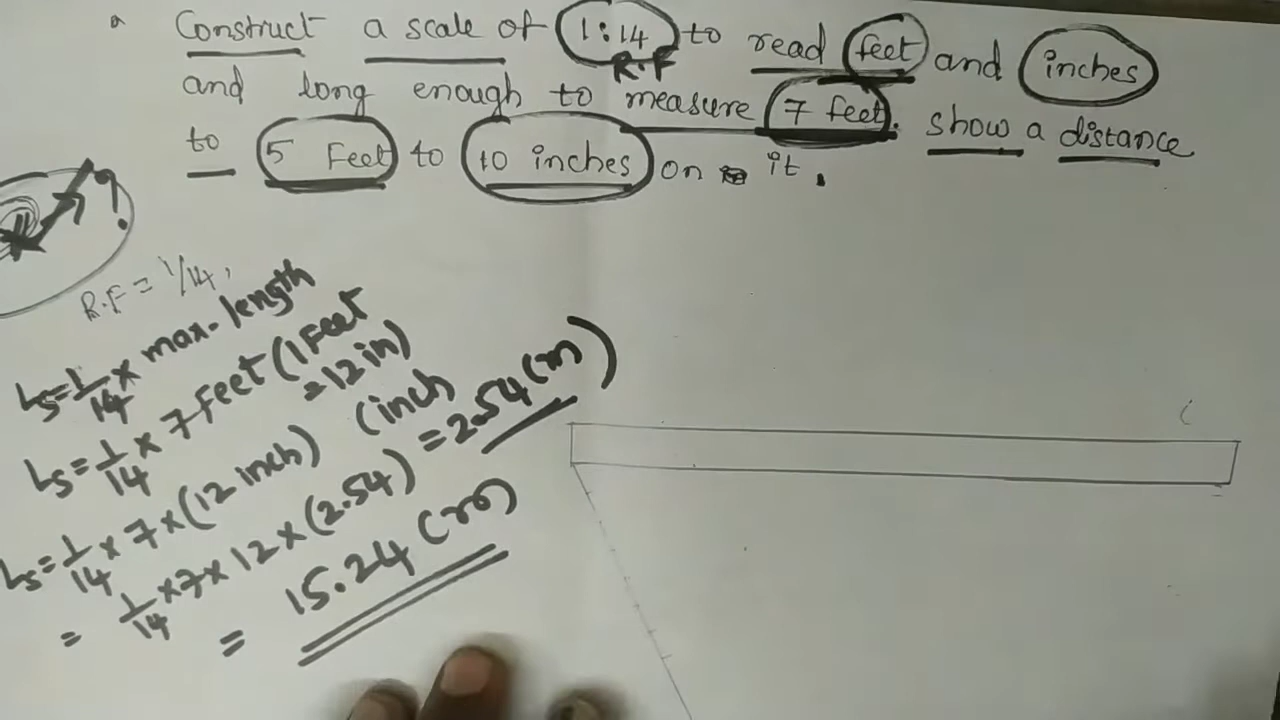 Construct a scale of 1:14 to read feet and inches
R.F
and long enough to measure 7 feet. show a distance
to 5 Feet to 10 inches on it.
R.F = 1/14,
Ls = 1/14 × max. length
Ls = 1/14 × 7 feet (1 Feet = 12 in)
Ls = 1/14 × 7 × (12 inch) (inch = 2.54 cm)
= 1/14 × 7 × 12 × (2.54)
= 15.24 cm